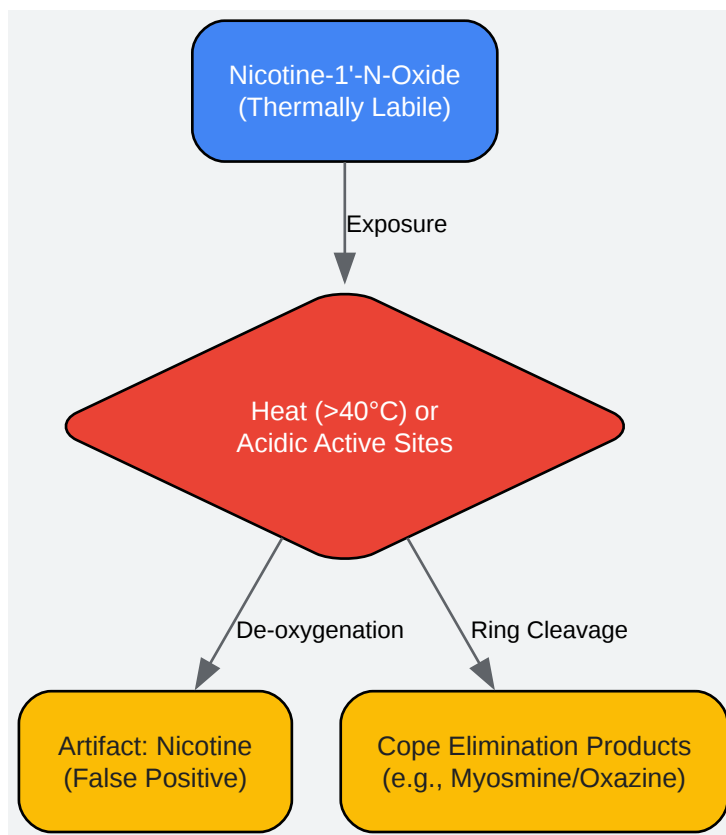 Nicotine-1'-N-Oxide
(Thermally Labile)
Exposure
Heat (>40°C) or
Acidic Active Sites
De-oxygenation
Ring Cleavage
Artifact: Nicotine
(False Positive)
Cope Elimination Products
(e.g., Myosmine/Oxazine)